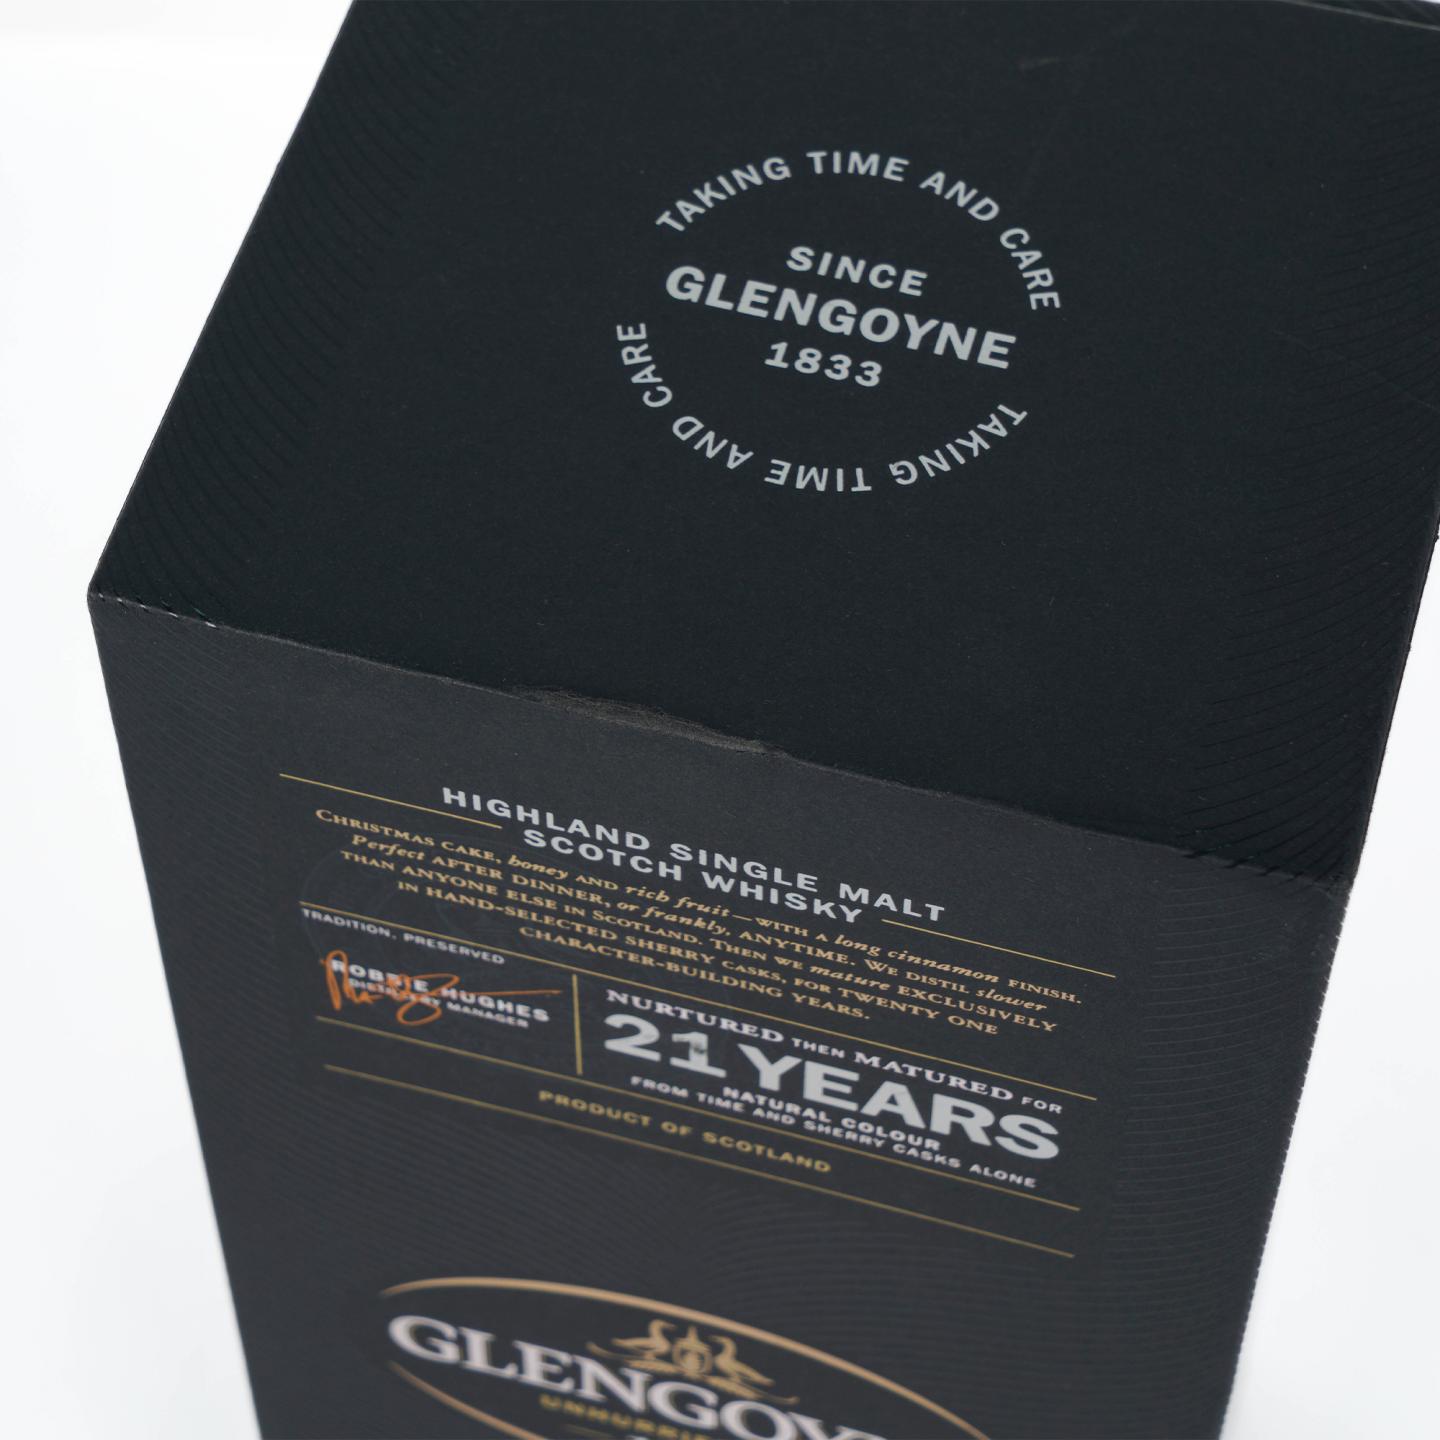 TAKING TIME AND CARE
SINCE
GLENGOYNE
1833
TAKING TIME AND CARE
HIGHLAND SINGLE MALT
SCOTCH WHISKY
CHRISTMAS CAKE, honey AND rich fruit—WITH A long cinnamon FINISH.
Perfect AFTER DINNER, or frankly, ANYTIME. WE DISTIL slower
THAN ANYONE ELSE IN SCOTLAND. THEN WE mature EXCLUSIVELY
IN HAND-SELECTED SHERRY CASKS, FOR TWENTY ONE
CHARACTER-BUILDING YEARS.
TRADITION, PRESERVED
ROBBIE HUGHES
DISTILLERY MANAGER
NURTURED THEN MATURED FOR
21 YEARS
NATURAL COLOUR
FROM TIME AND SHERRY CASKS ALONE
PRODUCT OF SCOTLAND
GLENGOY